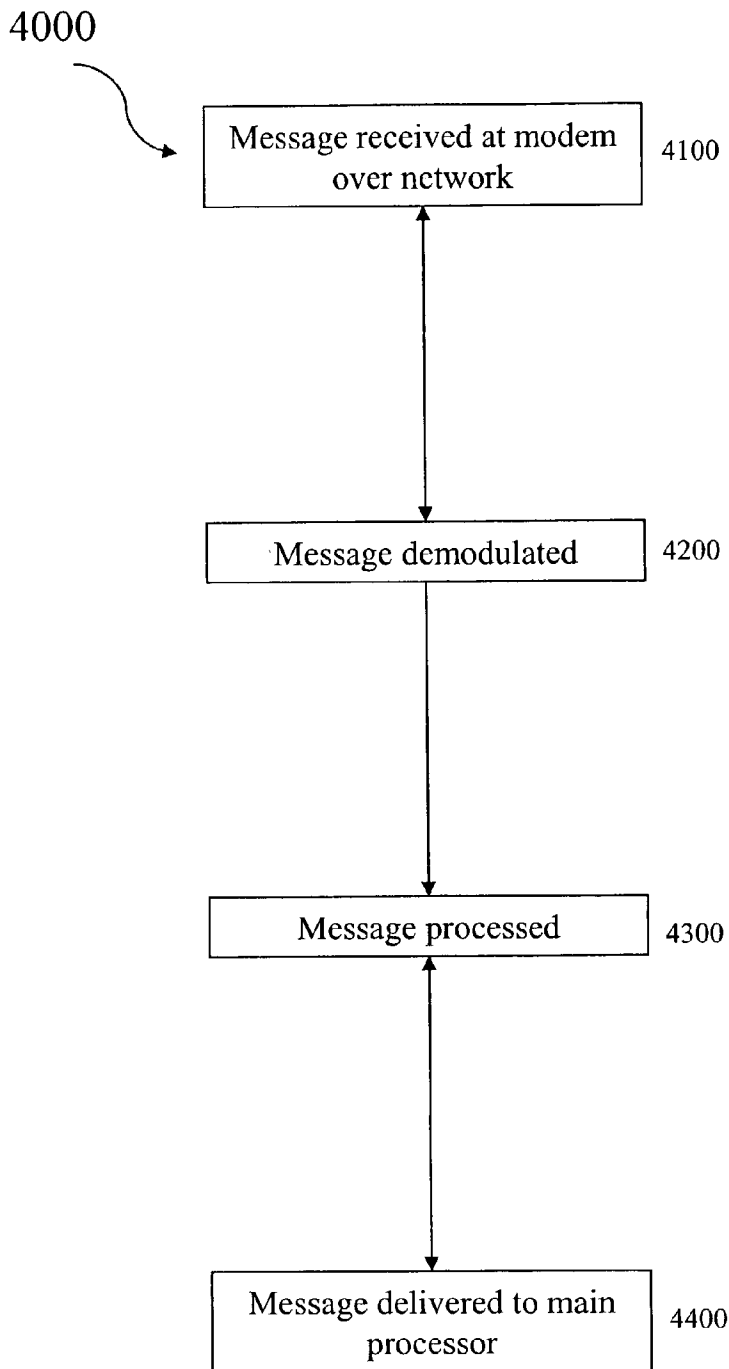 4000
Message received at modem
over network
4100
Message demodulated
4200
Message processed
4300
Message delivered to main
processor
4400